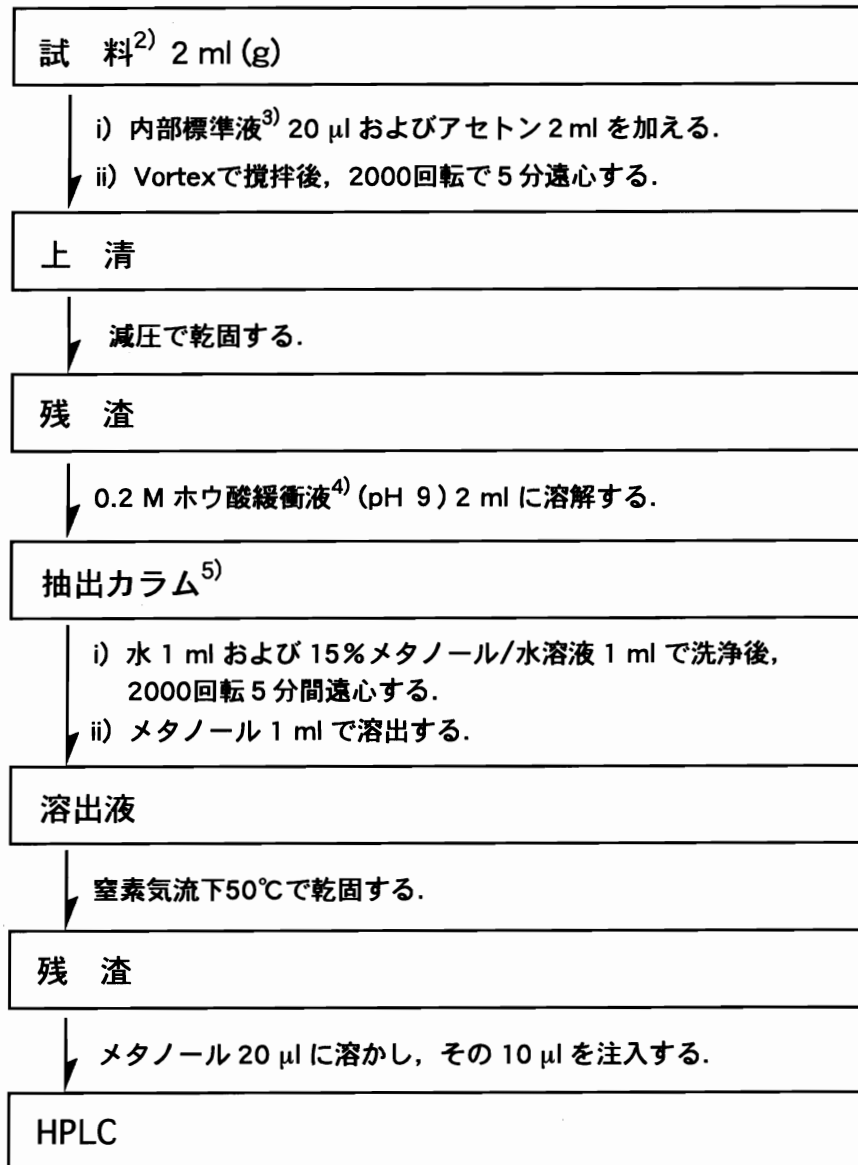 試　料2) 2 ml (g)
i) 内部標準液3) 20 μl およびアセトン 2 ml を加える.
ii) Vortexで攪拌後，2000回転で 5 分遠心する.
上　清
減圧で乾固する.
残　渣
0.2 M ホウ酸緩衝液4) (pH 9) 2 ml に溶解する.
抽出カラム5)
i) 水 1 ml および 15%メタノール/水溶液 1 ml で洗浄後，
2000回転 5 分間遠心する.
ii) メタノール 1 ml で溶出する.
溶出液
窒素気流下50℃で乾固する.
残　渣
メタノール 20 μl に溶かし，その 10 μl を注入する.
HPLC